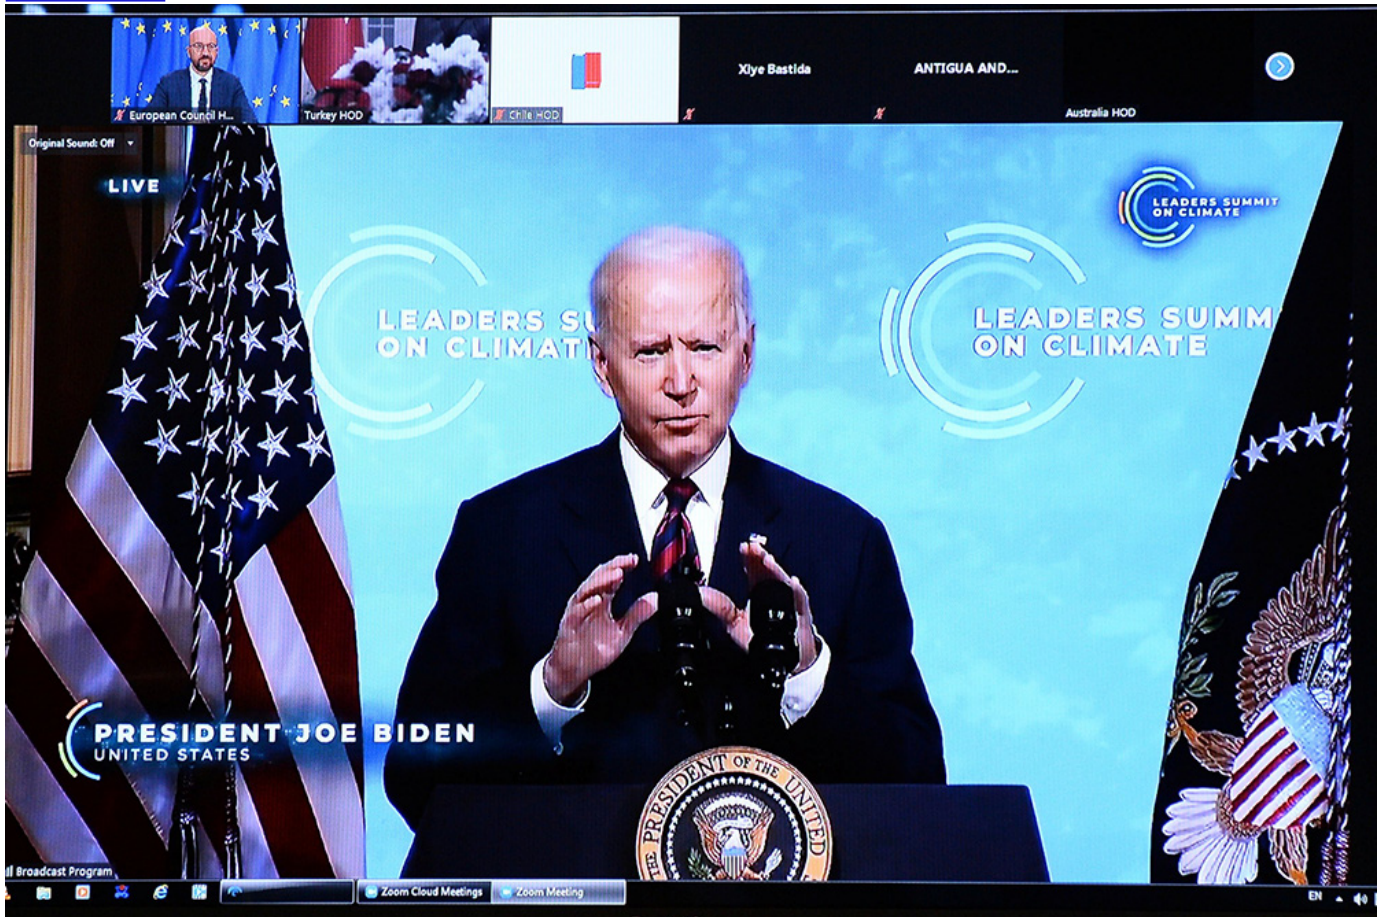 European Council H...
Turkey HOD
Chile HOD
Xiye Bastida
ANTIGUA AND...
Australia HOD
Original Sound: Off
LIVE
LEADERS SUMMIT
ON CLIMATE
LEADERS SU
ON CLIMAT
LEADERS SUMM
ON CLIMATE
PRESIDENT JOE BIDEN
UNITED STATES
THE PRESIDENT OF THE UNITED
Broadcast Program
Zoom Cloud Meetings
Zoom Meeting
EN